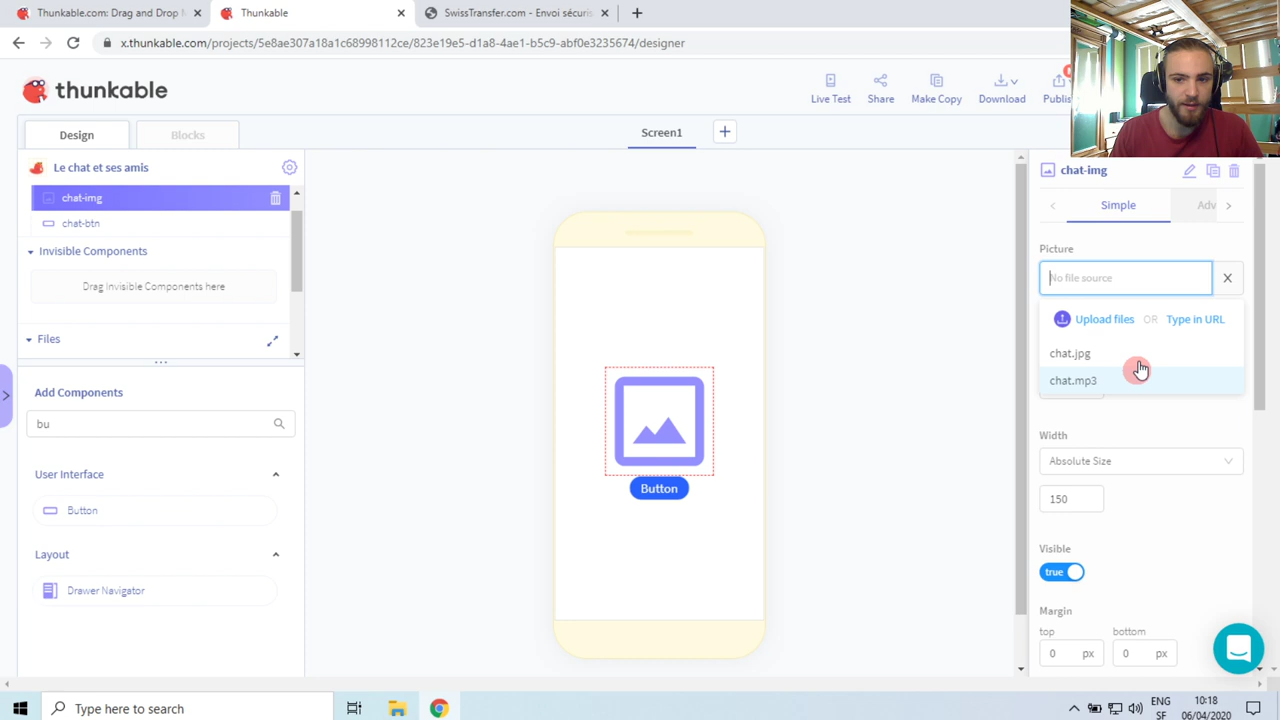 Thunkable.com: Drag and Drop M
Thunkable
SwissTransfer.com - Envoi sécuris
x.thunkable.com/projects/5e8ae307a18a1c68998112ce/823e19e5-d1a8-4ae1-b5c9-abf0e3235674/designer
thunkable
Live Test
Share
Make Copy
Download
Publis
Design
Blocks
Screen1
Le chat et ses amis
chat-img
chat-btn
Invisible Components
Drag Invisible Components here
Files
Add Components
bu
User Interface
Button
Layout
Drawer Navigator
Button
chat-img
Simple
Adv
Picture
No file source
Upload files OR Type in URL
chat.jpg
chat.mp3
Width
Absolute Size
150
Visible
true
Margin
top bottom
0 px 0 px
Type here to search
ENG
SF
10:18
06/04/2020